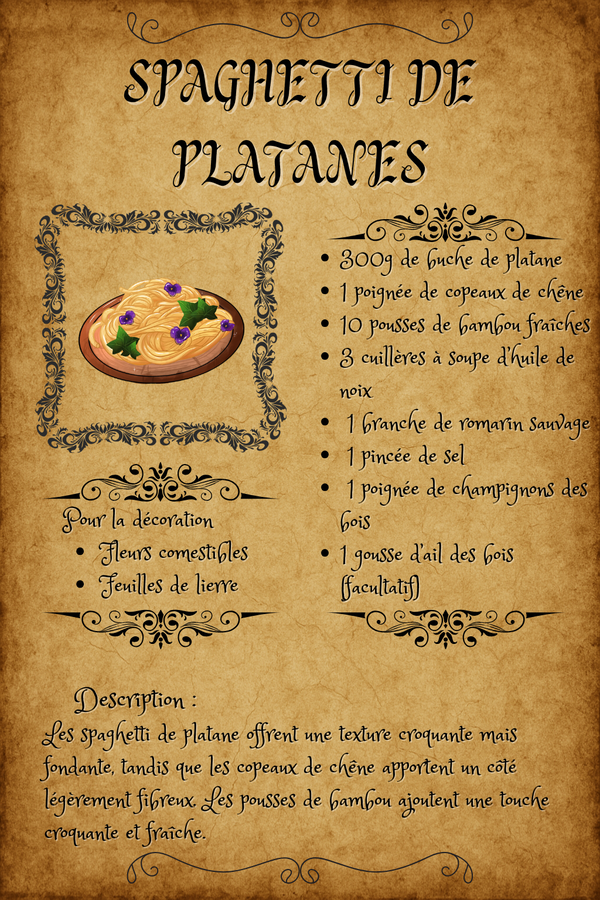 SPAGHETTI DE
PLATANES
• 300g de buche de platane
• 1 poignée de copeaux de chêne
• 10 pousses de bambou fraîches
• 3 cuillères à soupe d'huile de
noix
• 1 branche de romarin sauvage
• 1 pincée de sel
• 1 poignée de champignons des
bois
• 1 gousse d'ail des bois
(facultatif)
Pour la décoration
• Fleurs comestibles
• Feuilles de lierre
Description :
Les spaghetti de platane offrent une texture croquante mais
fondante, tandis que les copeaux de chêne apportent un côté
légèrement fibreux. Les pousses de bambou ajoutent une touche
croquante et fraîche.